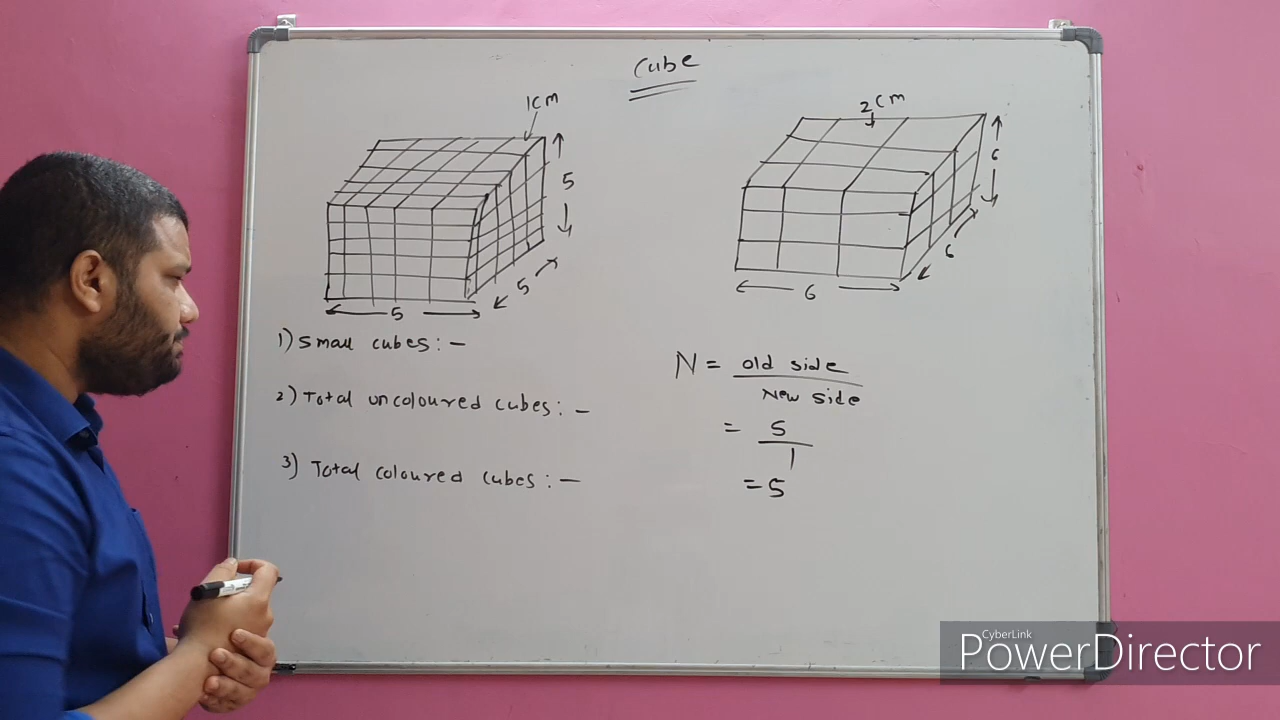 Cube
1cm
5
5
5
2cm
6
6
6
1) Small cubes: –
2) Total uncoloured cubes: –
3) Total coloured cubes: –
N = old side / New side
= 5 / 1
= 5
CyberLink
PowerDirector